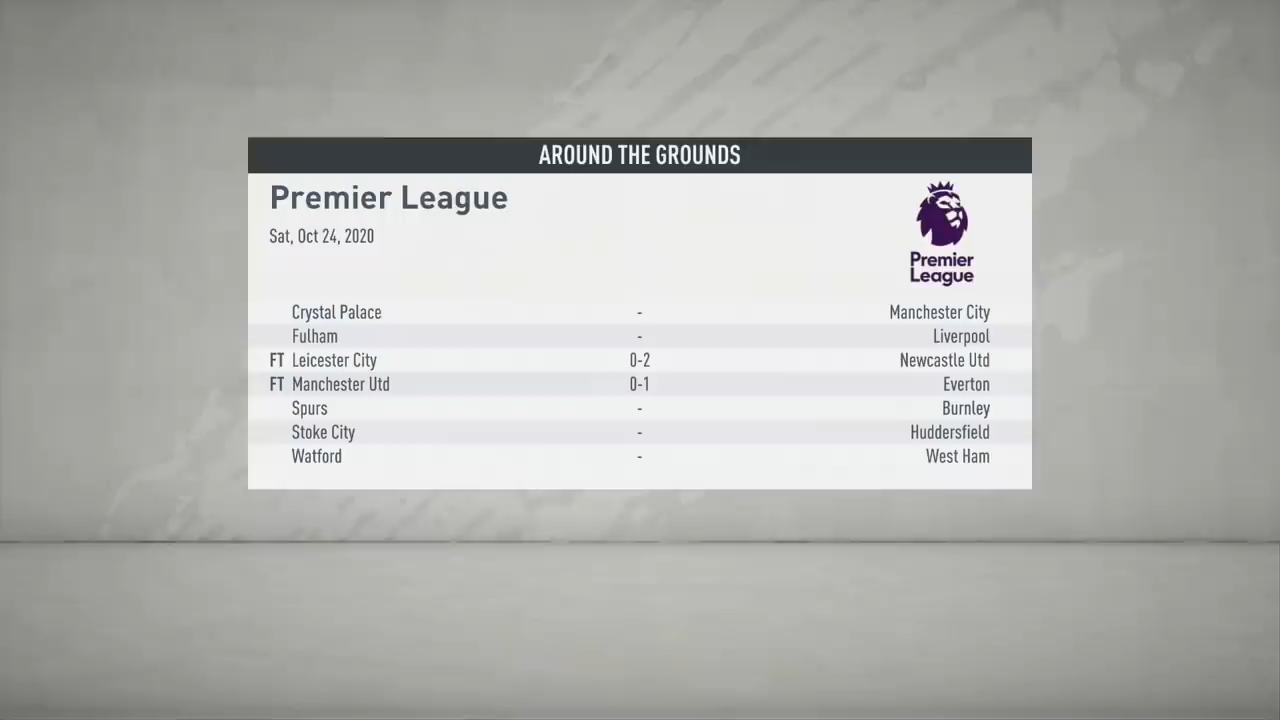 AROUND THE GROUNDS
Premier League
Sat, Oct 24, 2020
Premier
League
Crystal Palace - Manchester City
Fulham - Liverpool
FT Leicester City 0-2 Newcastle Utd
FT Manchester Utd 0-1 Everton
Spurs - Burnley
Stoke City - Huddersfield
Watford - West Ham